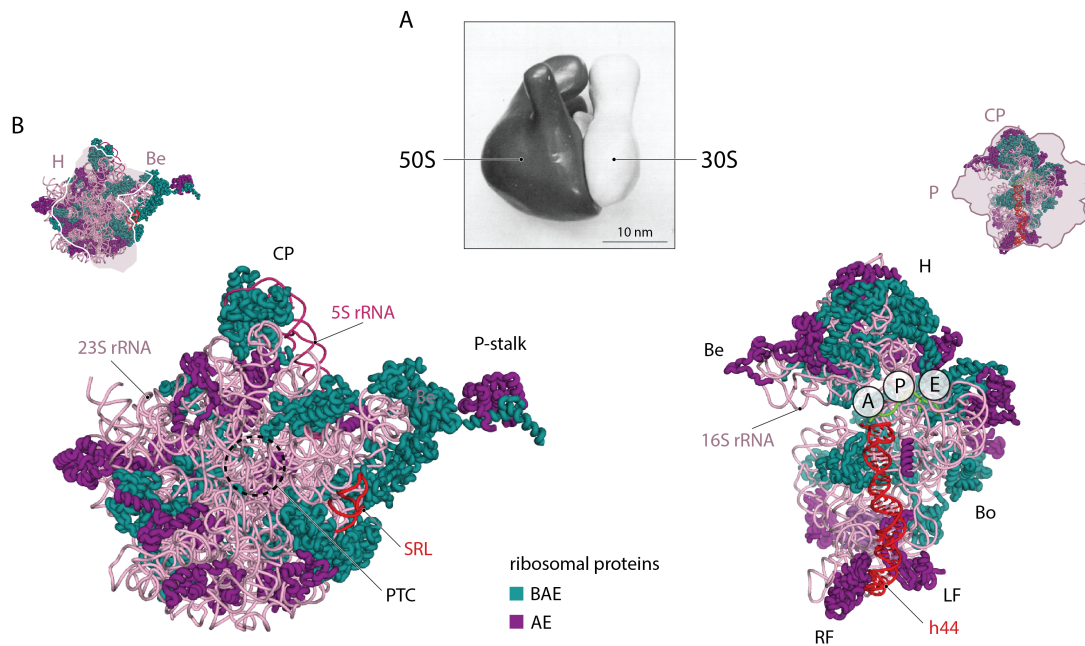 A
50S
30S
10 nm
B
H
Be
CP
P
CP
5S rRNA
23S rRNA
P-stalk
Be
SRL
PTC
ribosomal proteins
BAE
AE
H
Be
A
P
E
16S rRNA
Bo
LF
RF
h44